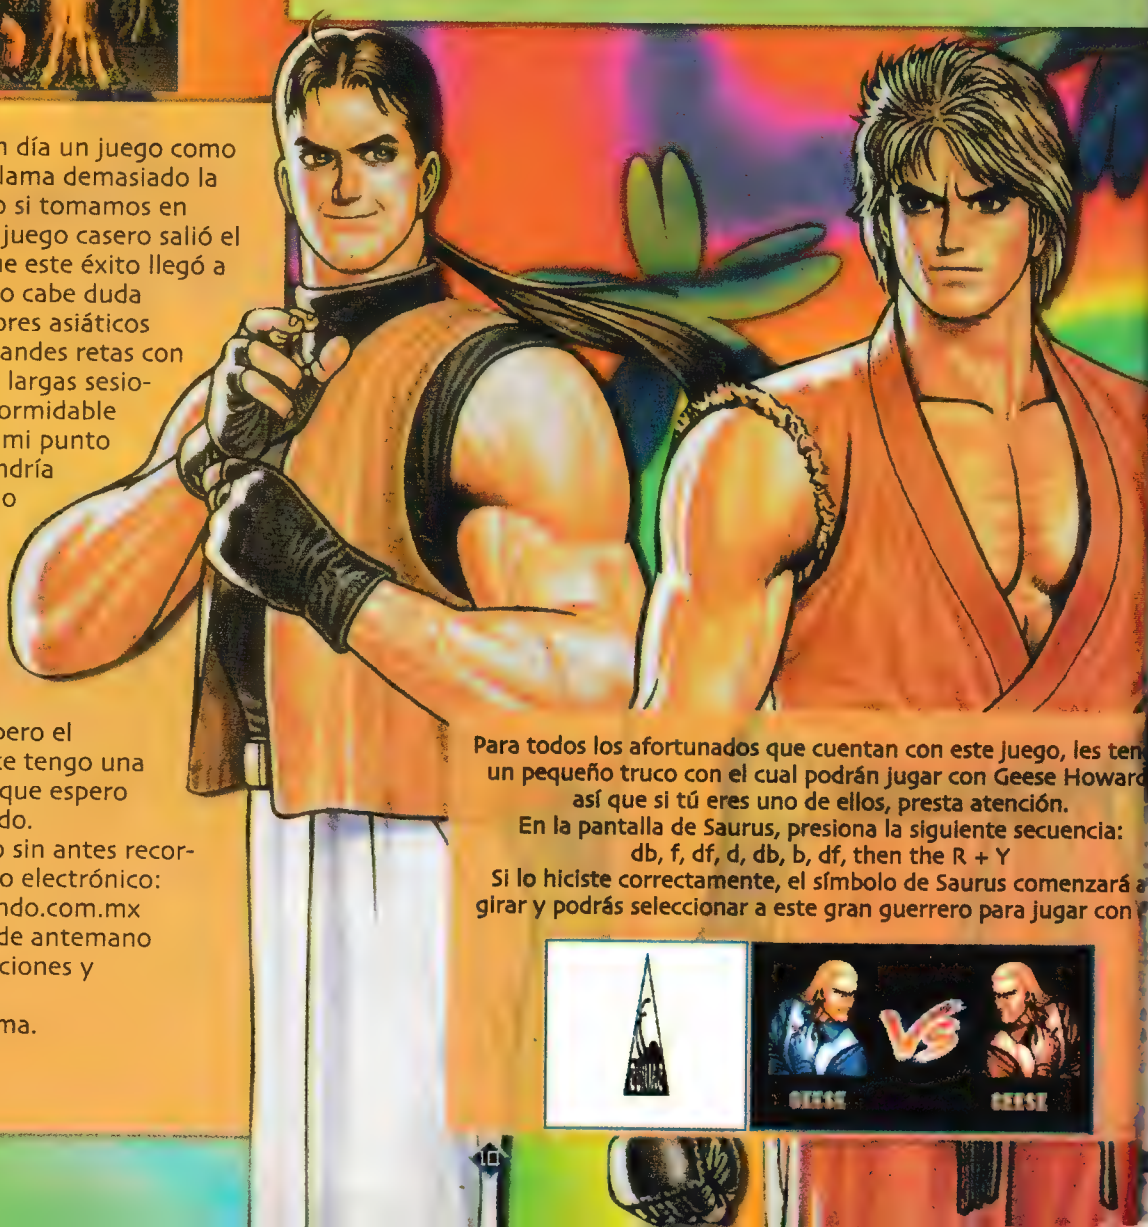 n día un juego como
lama demasiado la
o si tomamos en
juego casero salió el
ue este éxito llegó a
o cabe duda
ores asiáticos
andes retas con
largas sesio-
ormidable
mi punto
ndría
o
pero el
te tengo una
que espero
do.
o sin antes recor-
o electrónico:
ndo.com.mx
de antemano
ciones y
ma.
Para todos los afortunados que cuentan con este juego, les ten
un pequeño truco con el cual podrán jugar con Geese Howard
así que si tú eres uno de ellos, presta atención.
En la pantalla de Saurus, presiona la siguiente secuencia:
db, f, df, d, db, b, df, then the R + Y
Si lo hiciste correctamente, el símbolo de Saurus comenzará a
girar y podrás seleccionar a este gran guerrero para jugar con
VS
GEESE
GEESE
10